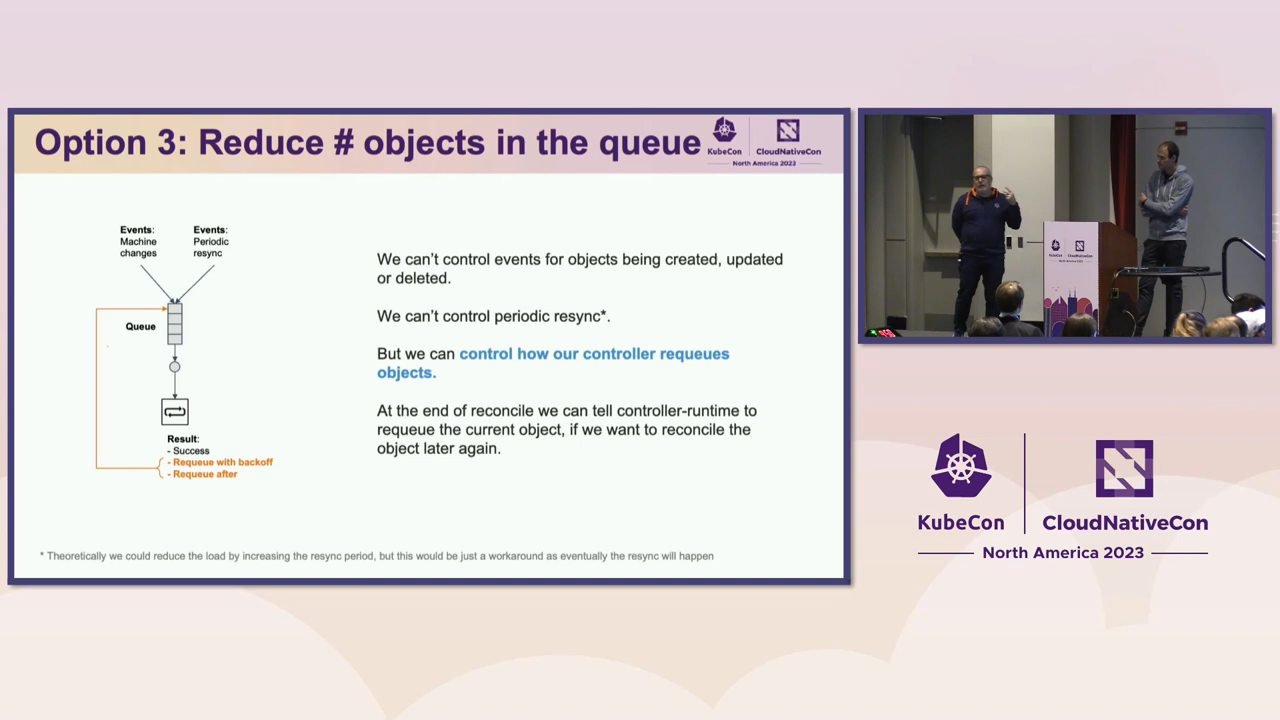 Option 3: Reduce # objects in the queue
KubeCon
CloudNativeCon
North America 2023
Events:
Machine
changes
Events:
Periodic
resync
Queue
Result:
- Success
- Requeue with backoff
- Requeue after
We can't control events for objects being created, updated
or deleted.
We can't control periodic resync*.
But we can control how our controller requeues
objects.
At the end of reconcile we can tell controller-runtime to
requeue the current object, if we want to reconcile the
object later again.
* Theoretically we could reduce the load by increasing the resync period, but this would be just a workaround as eventually the resync will happen
KubeCon
CloudNativeCon
North America 2023